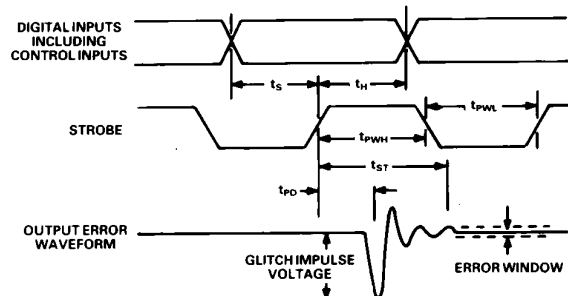 DIGITAL INPUTS
INCLUDING
CONTROL INPUTS
tS
tH
STROBE
tPWL
tPWH
tST
tPD
OUTPUT ERROR
WAVEFORM
GLITCH IMPULSE
VOLTAGE
ERROR WINDOW